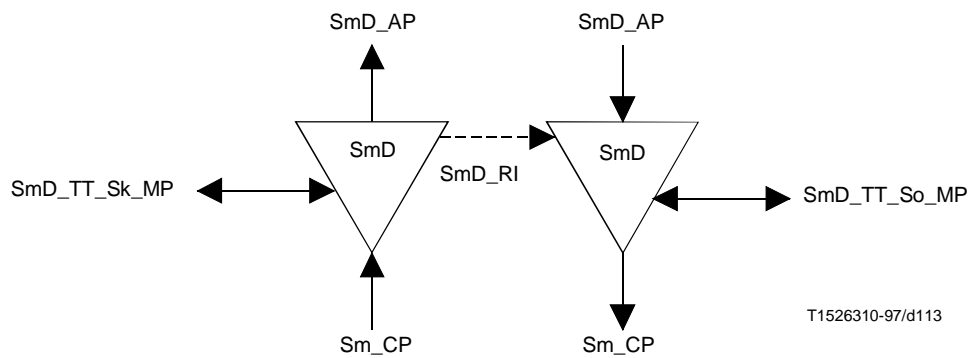 SmD_AP
SmD_AP
SmD
SmD
SmD_RI
SmD_TT_Sk_MP
SmD_TT_So_MP
T1526310-97/d113
Sm_CP
Sm_CP